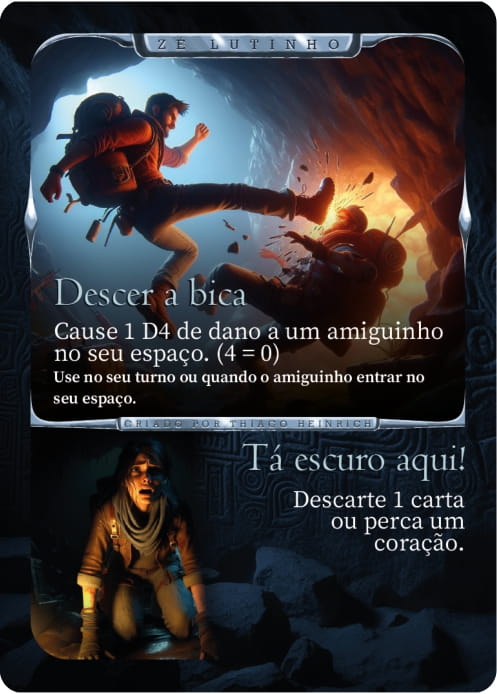 ZÉ LUTINHO
Descer a bica
Cause 1 D4 de dano a um amiguinho
no seu espaço. (4 = 0)
Use no seu turno ou quando o amiguinho entrar no
seu espaço.
CRIADO POR THIAGO HEINRICH
Tá escuro aqui!
Descarte 1 carta
ou perca um
coração.